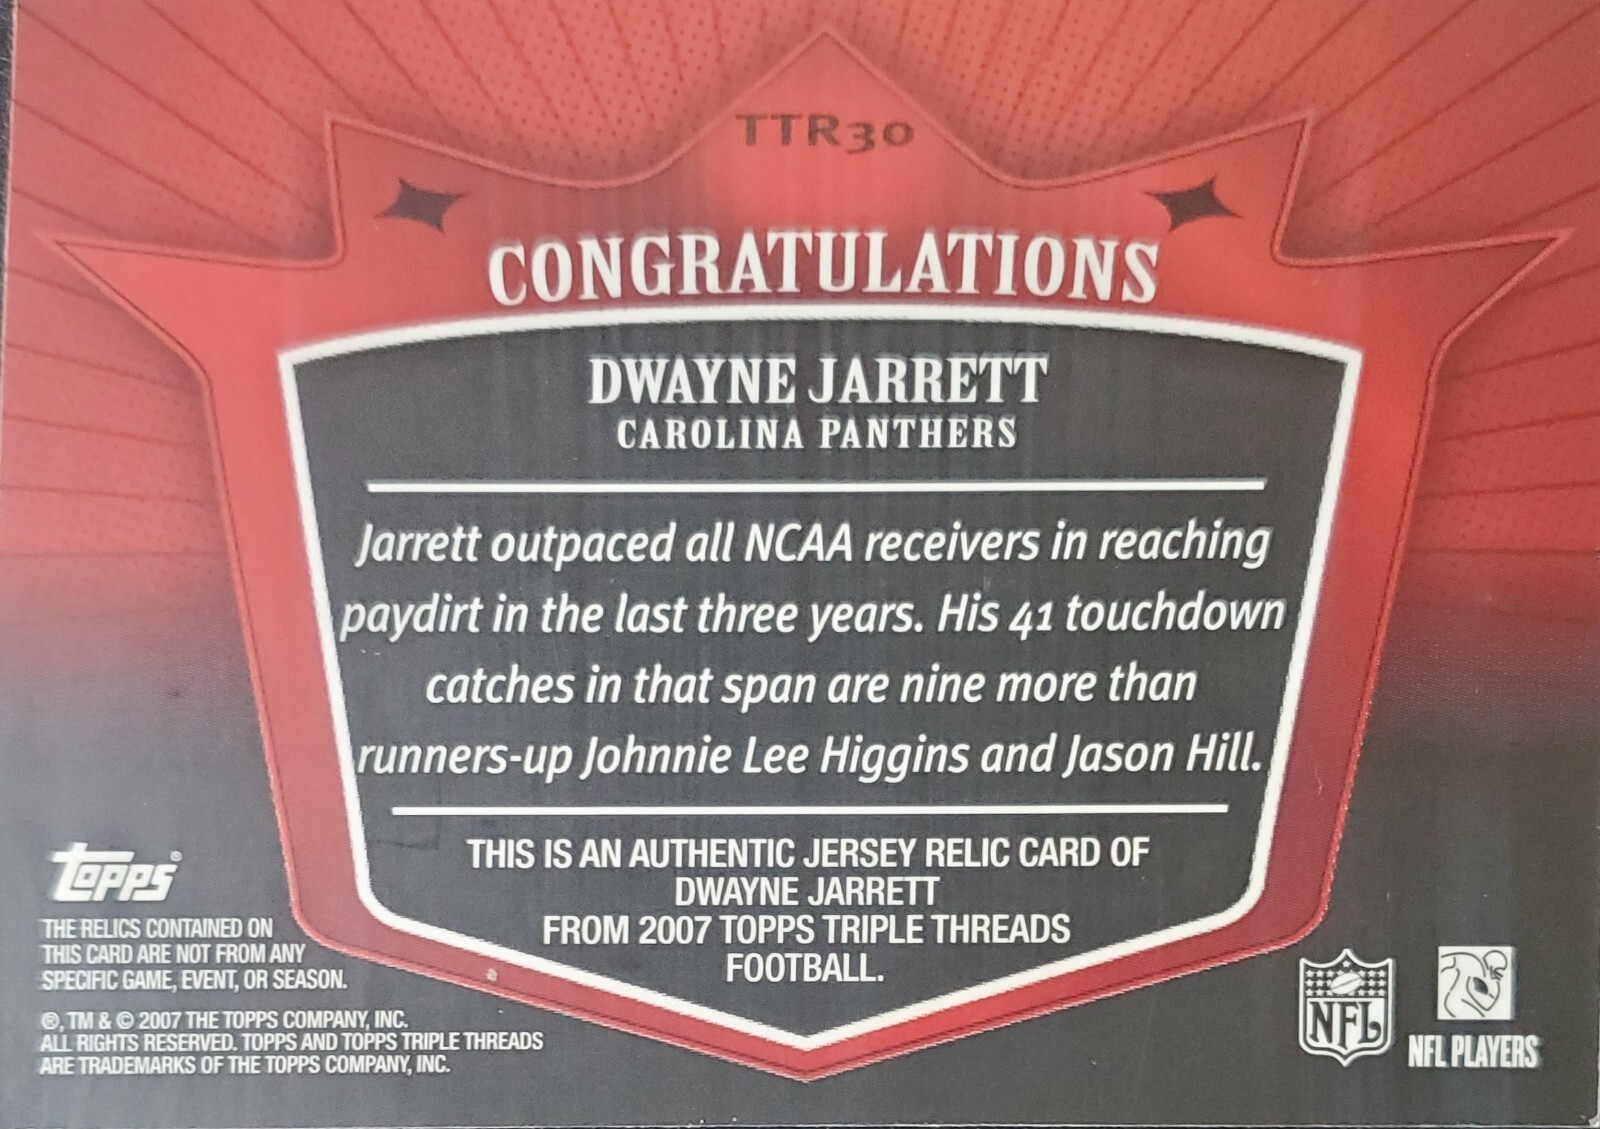 TTR30
CONGRATULATIONS
DWAYNE JARRETT
CAROLINA PANTHERS
Jarrett outpaced all NCAA receivers in reaching
paydirt in the last three years. His 41 touchdown
catches in that span are nine more than
runners-up Johnnie Lee Higgins and Jason Hill.
THIS IS AN AUTHENTIC JERSEY RELIC CARD OF
DWAYNE JARRETT
FROM 2007 TOPPS TRIPLE THREADS
FOOTBALL.
Topps®
THE RELICS CONTAINED ON
THIS CARD ARE NOT FROM ANY
SPECIFIC GAME, EVENT, OR SEASON.
®, TM & © 2007 THE TOPPS COMPANY, INC.
ALL RIGHTS RESERVED. TOPPS AND TOPPS TRIPLE THREADS
ARE TRADEMARKS OF THE TOPPS COMPANY, INC.
NFL
NFL PLAYERS